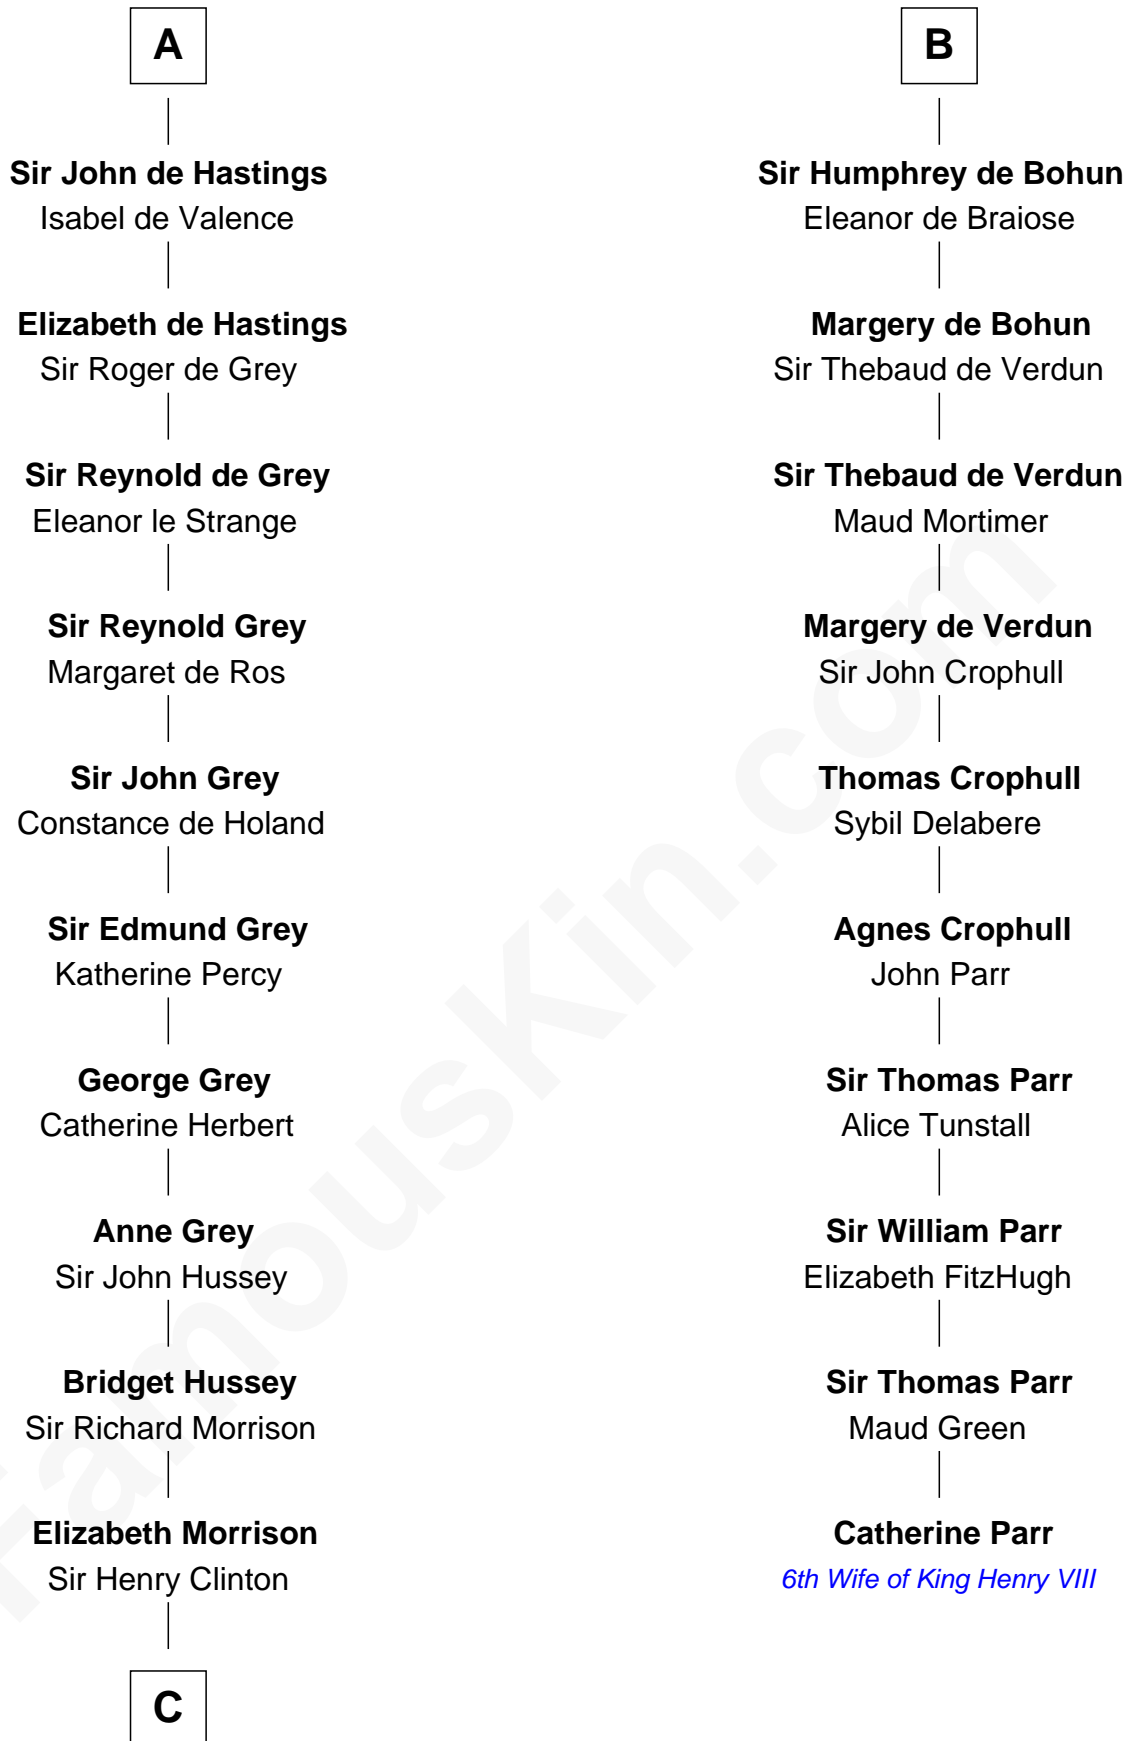 A
Sir John de Hastings
Isabel de Valence
Elizabeth de Hastings
Sir Roger de Grey
Sir Reynold de Grey
Eleanor le Strange
Sir Reynold Grey
Margaret de Ros
Sir John Grey
Constance de Holand
Sir Edmund Grey
Katherine Percy
George Grey
Catherine Herbert
Anne Grey
Sir John Hussey
Bridget Hussey
Sir Richard Morrison
Elizabeth Morrison
Sir Henry Clinton
C
B
Sir Humphrey de Bohun
Eleanor de Braiose
Margery de Bohun
Sir Thebaud de Verdun
Sir Thebaud de Verdun
Maud Mortimer
Margery de Verdun
Sir John Crophull
Thomas Crophull
Sybil Delabere
Agnes Crophull
John Parr
Sir Thomas Parr
Alice Tunstall
Sir William Parr
Elizabeth FitzHugh
Sir Thomas Parr
Maud Green
Catherine Parr
6th Wife of King Henry VIII
FamousKin.com